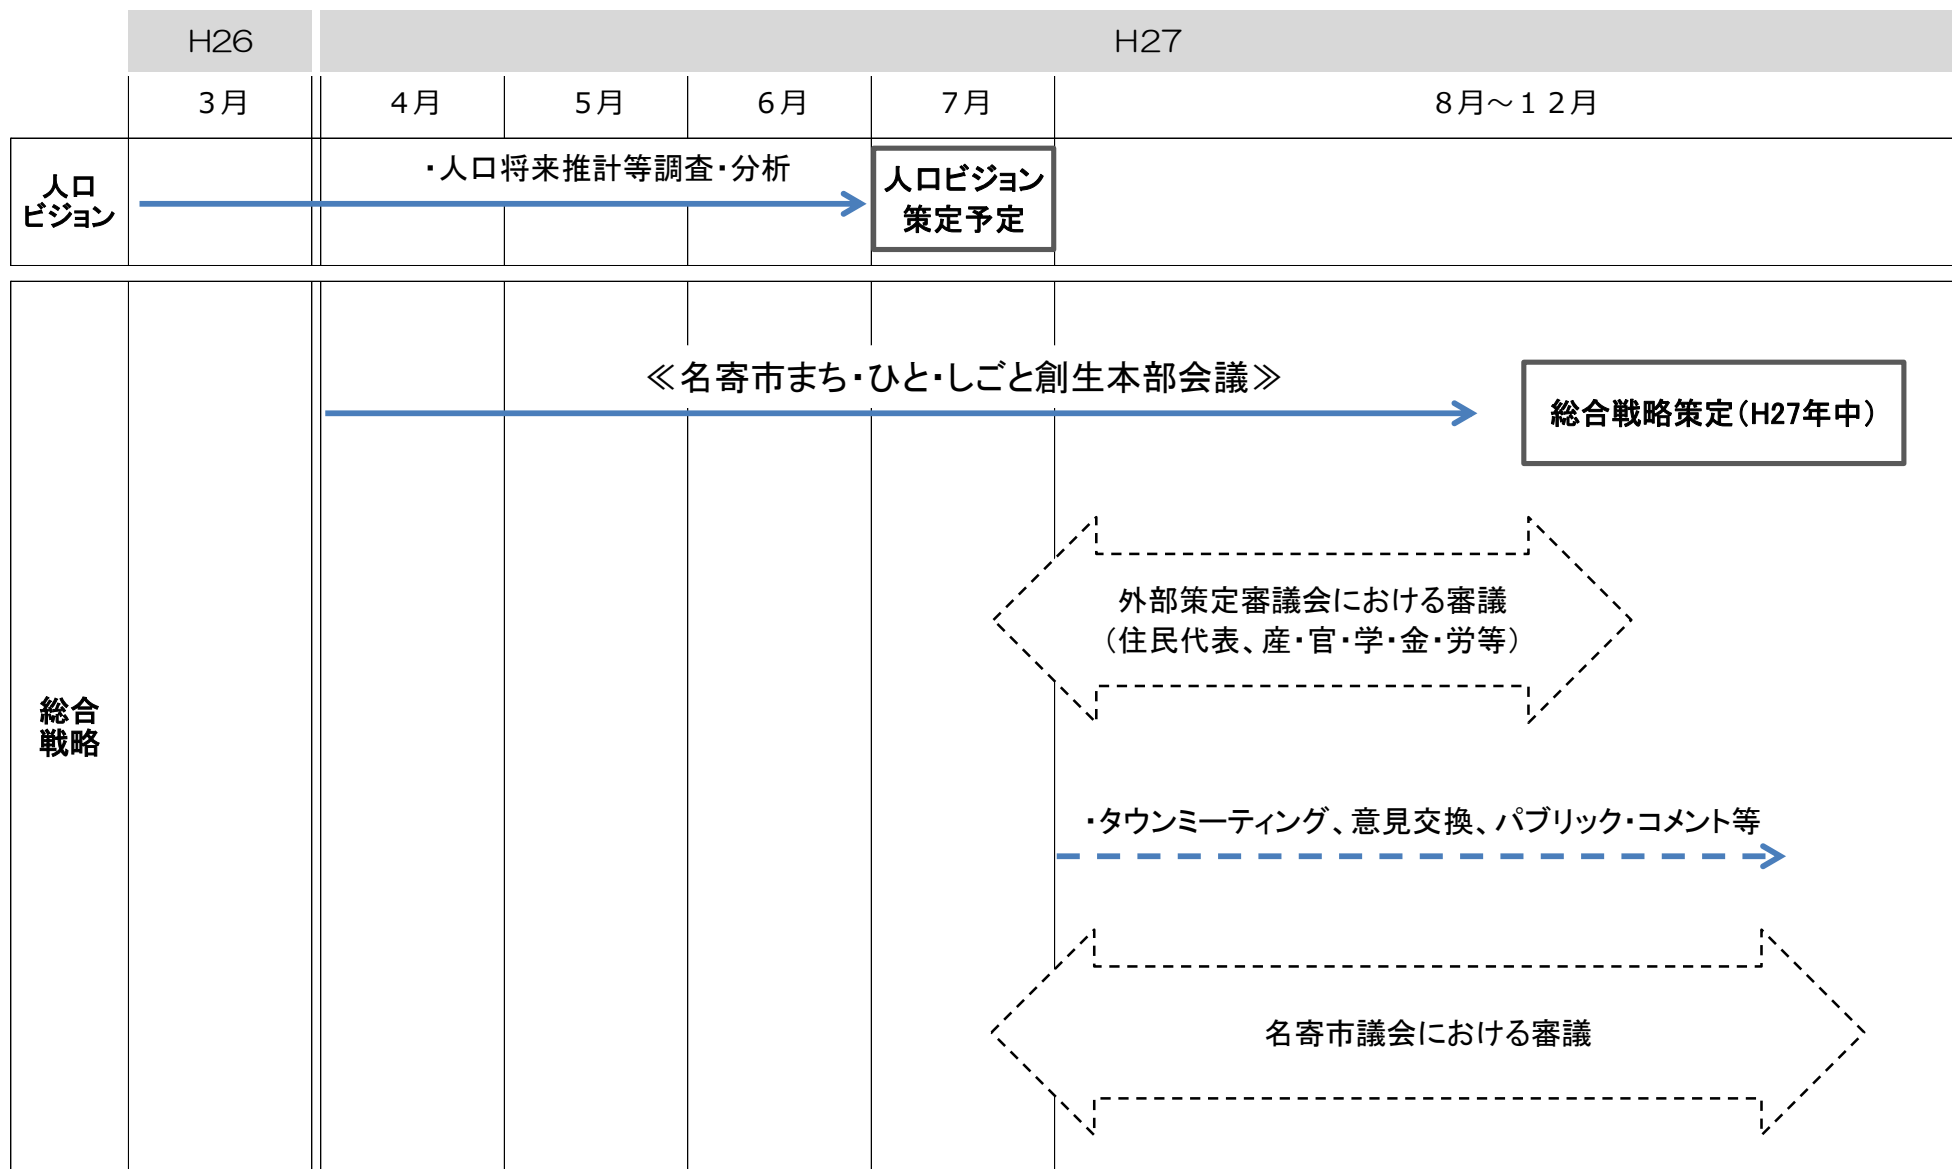 H26
H27
３月
４月
５月
６月
７月
８月～１２月
人口
ビジョン
・人口将来推計等調査・分析
人口ビジョン
策定予定
総合
戦略
≪名寄市まち・ひと・しごと創生本部会議≫
総合戦略策定（H27年中）
外部策定審議会における審議
（住民代表、産・官・学・金・労等）
・タウンミーティング、意見交換、パブリック・コメント等
名寄市議会における審議